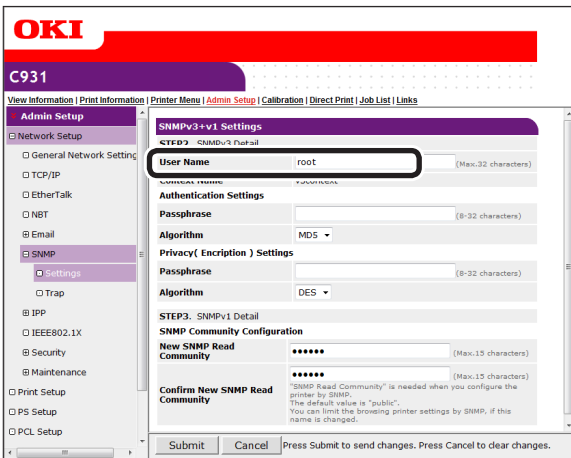 OKI
C931
View Information | Print Information | Printer Menu | Admin Setup | Calibration | Direct Print | Job List | Links
Admin Setup
Network Setup
General Network Setting
TCP/IP
EtherTalk
NBT
Email
SNMP
Settings
Trap
IPP
IEEE802.1X
Security
Maintenance
Print Setup
PS Setup
PCL Setup
SNMPv3+v1 Settings
STEP2. SNMPv3 Detail
User Name root (Max.32 characters)
Context Name v3context
Authentication Settings
Passphrase (8-32 characters)
Algorithm MD5
Privacy( Encription ) Settings
Passphrase (8-32 characters)
Algorithm DES
STEP3. SNMPv1 Detail
SNMP Community Configuration
New SNMP Read
Community ●●●●●● (Max.15 characters)
●●●●●● (Max.15 characters)
Confirm New SNMP Read
Community
"SNMP Read Community" is needed when you configure the
printer by SNMP.
The default value is "public".
You can limit the browsing printer settings by SNMP, if this
name is changed.
Submit Cancel Press Submit to send changes. Press Cancel to clear changes.